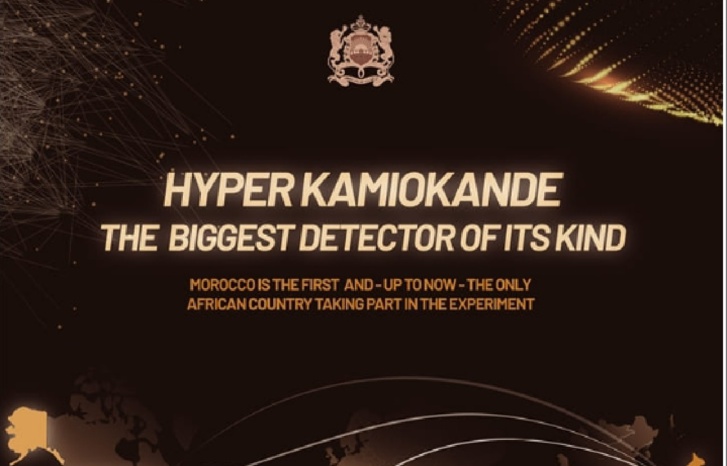 HYPER KAMIOKANDE
THE BIGGEST DETECTOR OF ITS KIND
MOROCCO IS THE FIRST AND - UP TO NOW - THE ONLY
AFRICAN COUNTRY TAKING PART IN THE EXPERIMENT